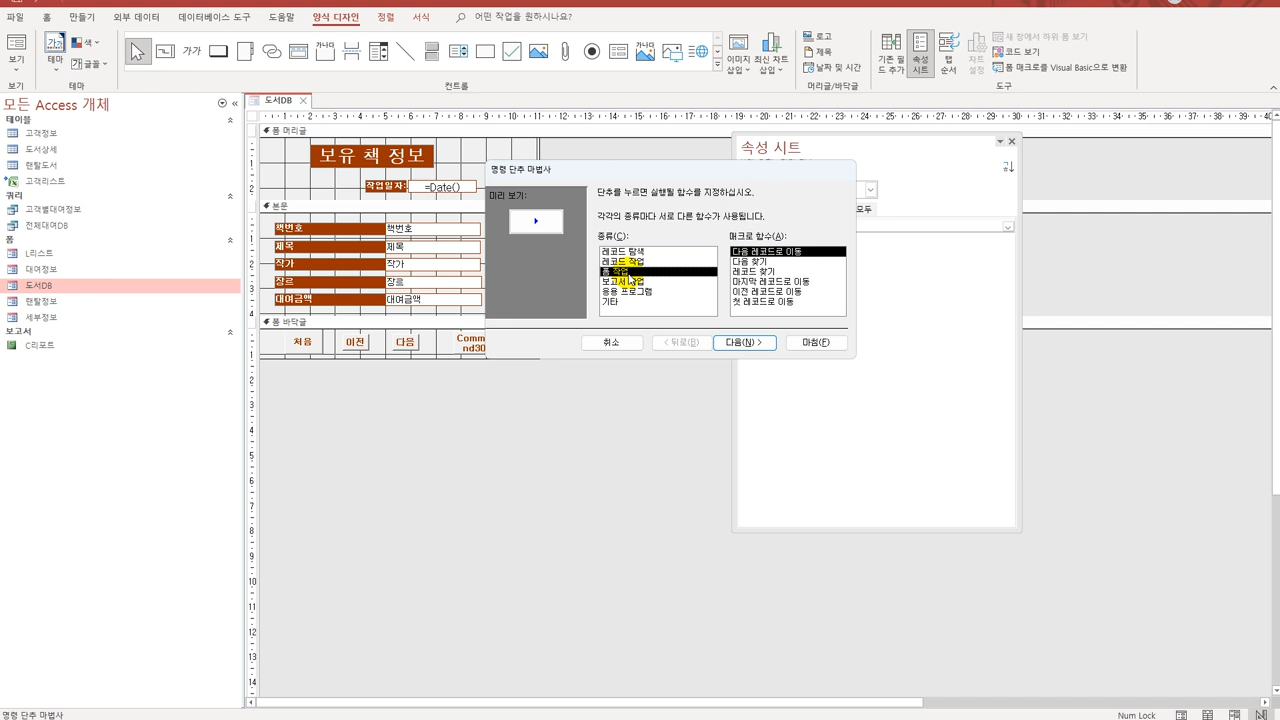 파일 홈 만들기 외부 데이터 데이터베이스 도구 도움말 양식 디자인 정렬 서식 어떤 작업을 원하시나요?
보기
테마
색
글꼴
가나다
가가
이미지 삽입
최신 차트 삽입
로고
제목
날짜 및 시간
기존 필드 추가
속성 시트
탭 순서
차트 설정
새 창에서 하위 폼 보기
코드 보기
폼 매크로를 Visual Basic으로 변환
보기 테마 컨트롤 머리글/바닥글 도구
모든 Access 개체
테이블
고객정보
도서상세
랜탈도서
고객리스트
쿼리
고객별대여정보
전체대여DB
폼
L리스트
대여정보
도서DB
랜탈정보
세부정보
보고서
C리포트
도서DB
폼 머리글
보유 책 정보
작업일자: =Date()
본문
책번호 책번호
제목 제목
작가 작가
장르 장르
대여금액 대여금액
폼 바닥글
처음 이전 다음 Comm
nd30
속성 시트
모두
명령 단추 마법사
미리 보기:
단추를 누르면 실행될 함수를 지정하십시오.
각각의 종류마다 서로 다른 함수가 사용됩니다.
종류(C): 매크로 함수(A):
레코드 탐색
레코드 작업
폼 작업
보고서 작업
응용 프로그램
기타
다음 레코드로 이동
다음 찾기
레코드 찾기
마지막 레코드로 이동
이전 레코드로 이동
첫 레코드로 이동
취소 < 뒤로(B) 다음(N) > 마침(F)
명령 단추 마법사 Num Lock